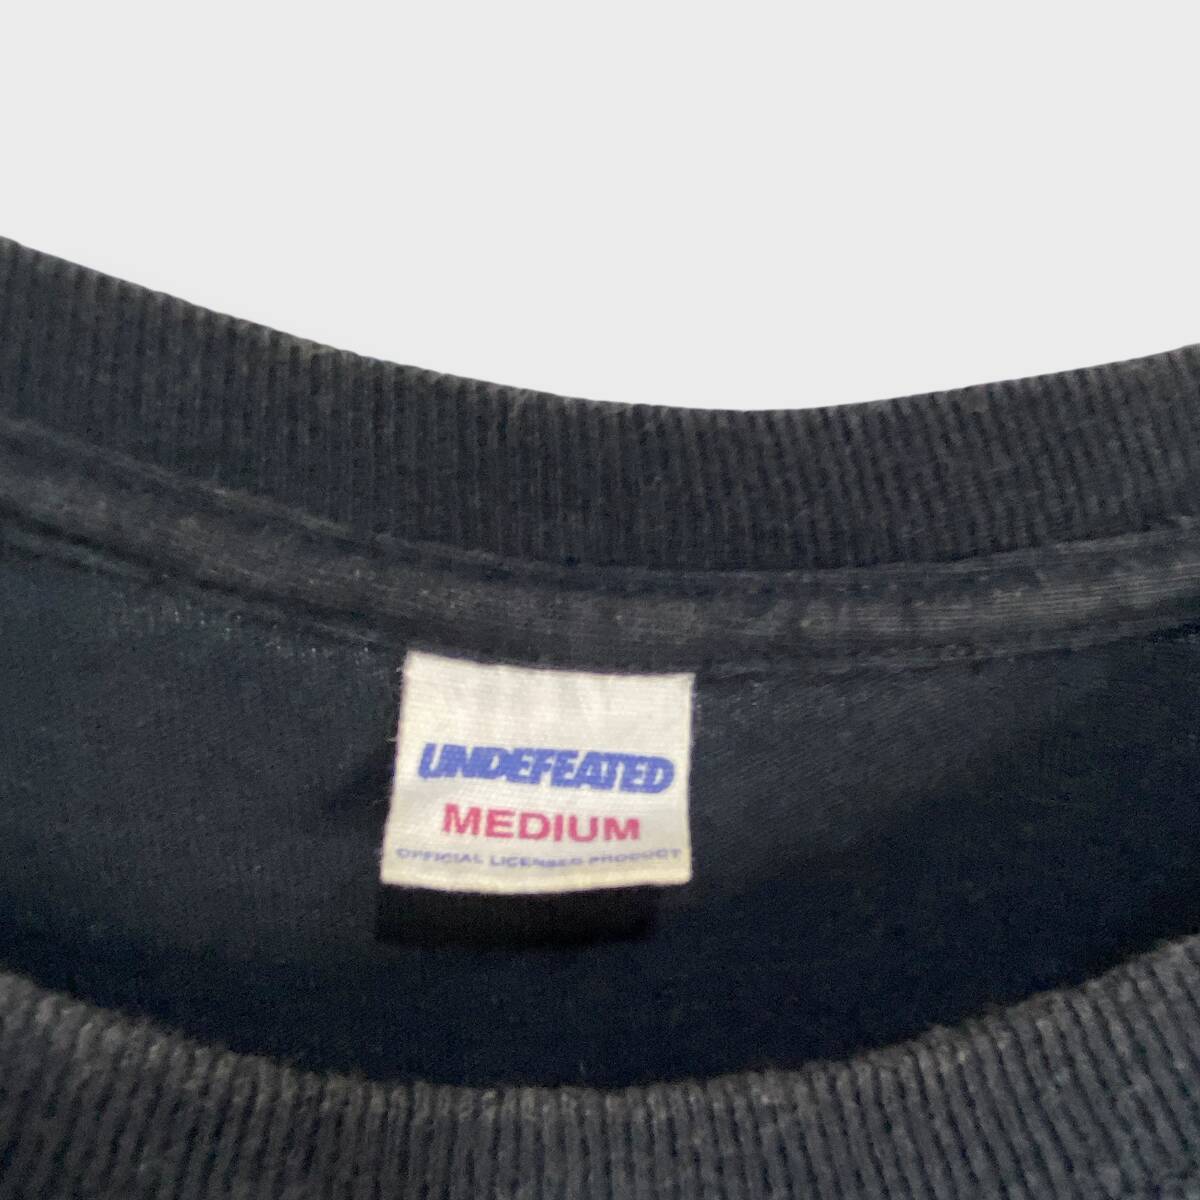 UNDEFEATED
MEDIUM
OFFICIAL LICENSED PRODUCT